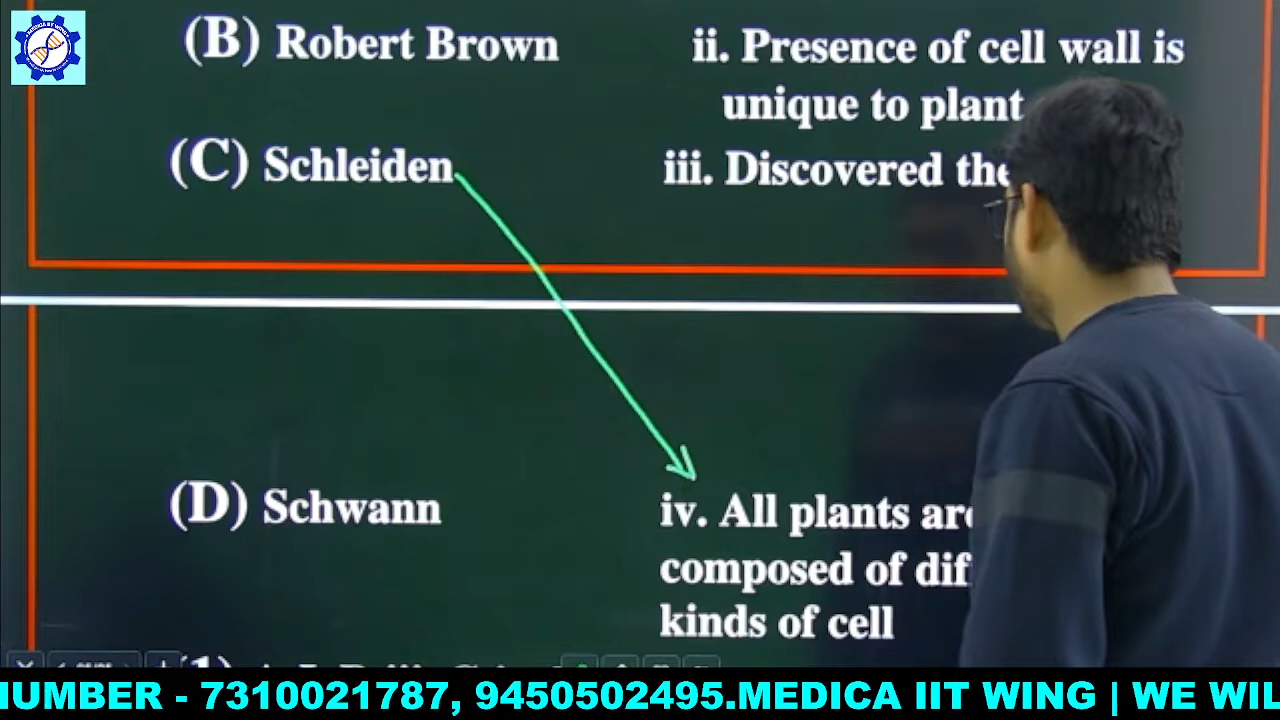 (B) Robert Brown
ii. Presence of cell wall is
unique to plant
(C) Schleiden
iii. Discovered the
(D) Schwann
iv. All plants are
composed of dif
kinds of cell
NUMBER - 7310021787, 9450502495.MEDICA IIT WING | WE WIL